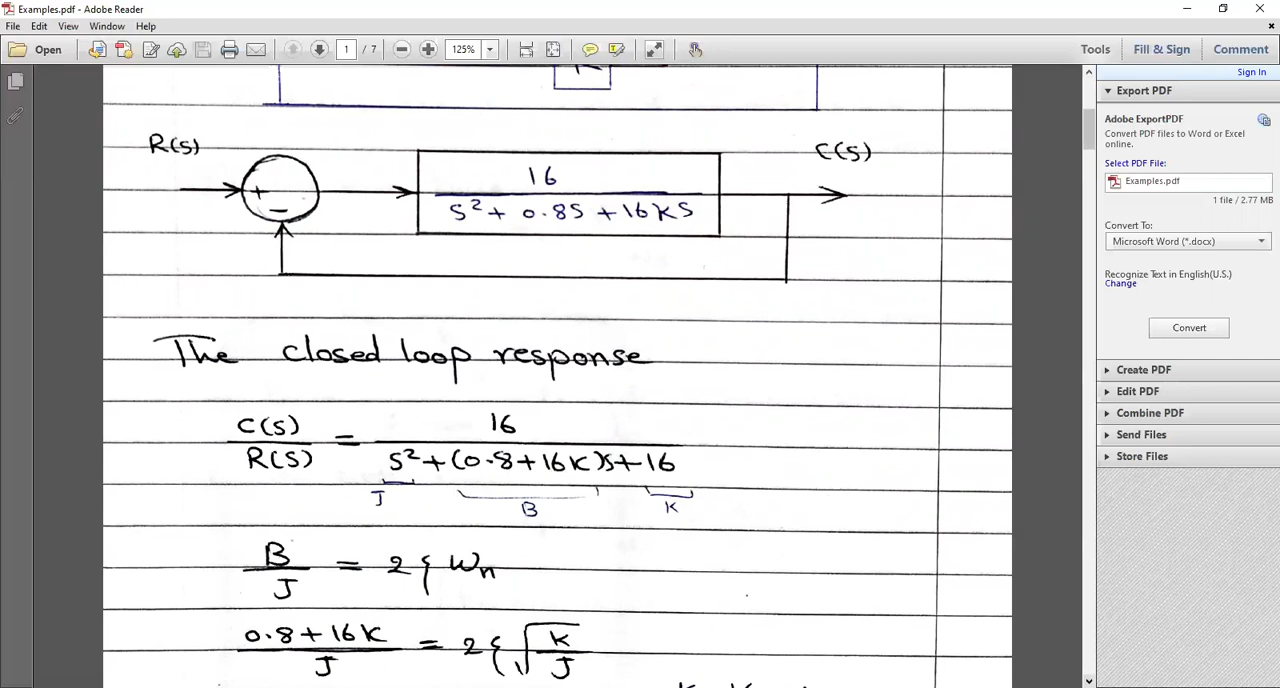 Examples.pdf - Adobe Reader
File Edit View Window Help
Open 1 / 7 125% Tools Fill & Sign Comment
Sign In
Export PDF
Adobe ExportPDF
Convert PDF files to Word or Excel
online.
Select PDF File:
Examples.pdf
1 file / 2.77 MB
Convert To:
Microsoft Word (*.docx)
Recognize Text in English(U.S.)
Change
Convert
Create PDF
Edit PDF
Combine PDF
Send Files
Store Files
R(S) C(S)
+ 16
− S² + 0.8S + 16KS
The closed loop response
C(S) = 16
R(S) S² + (0.8 + 16K)S + 16
J B K
B/J = 2ξ ωn
0.8 + 16K / J = 2ξ √K/J